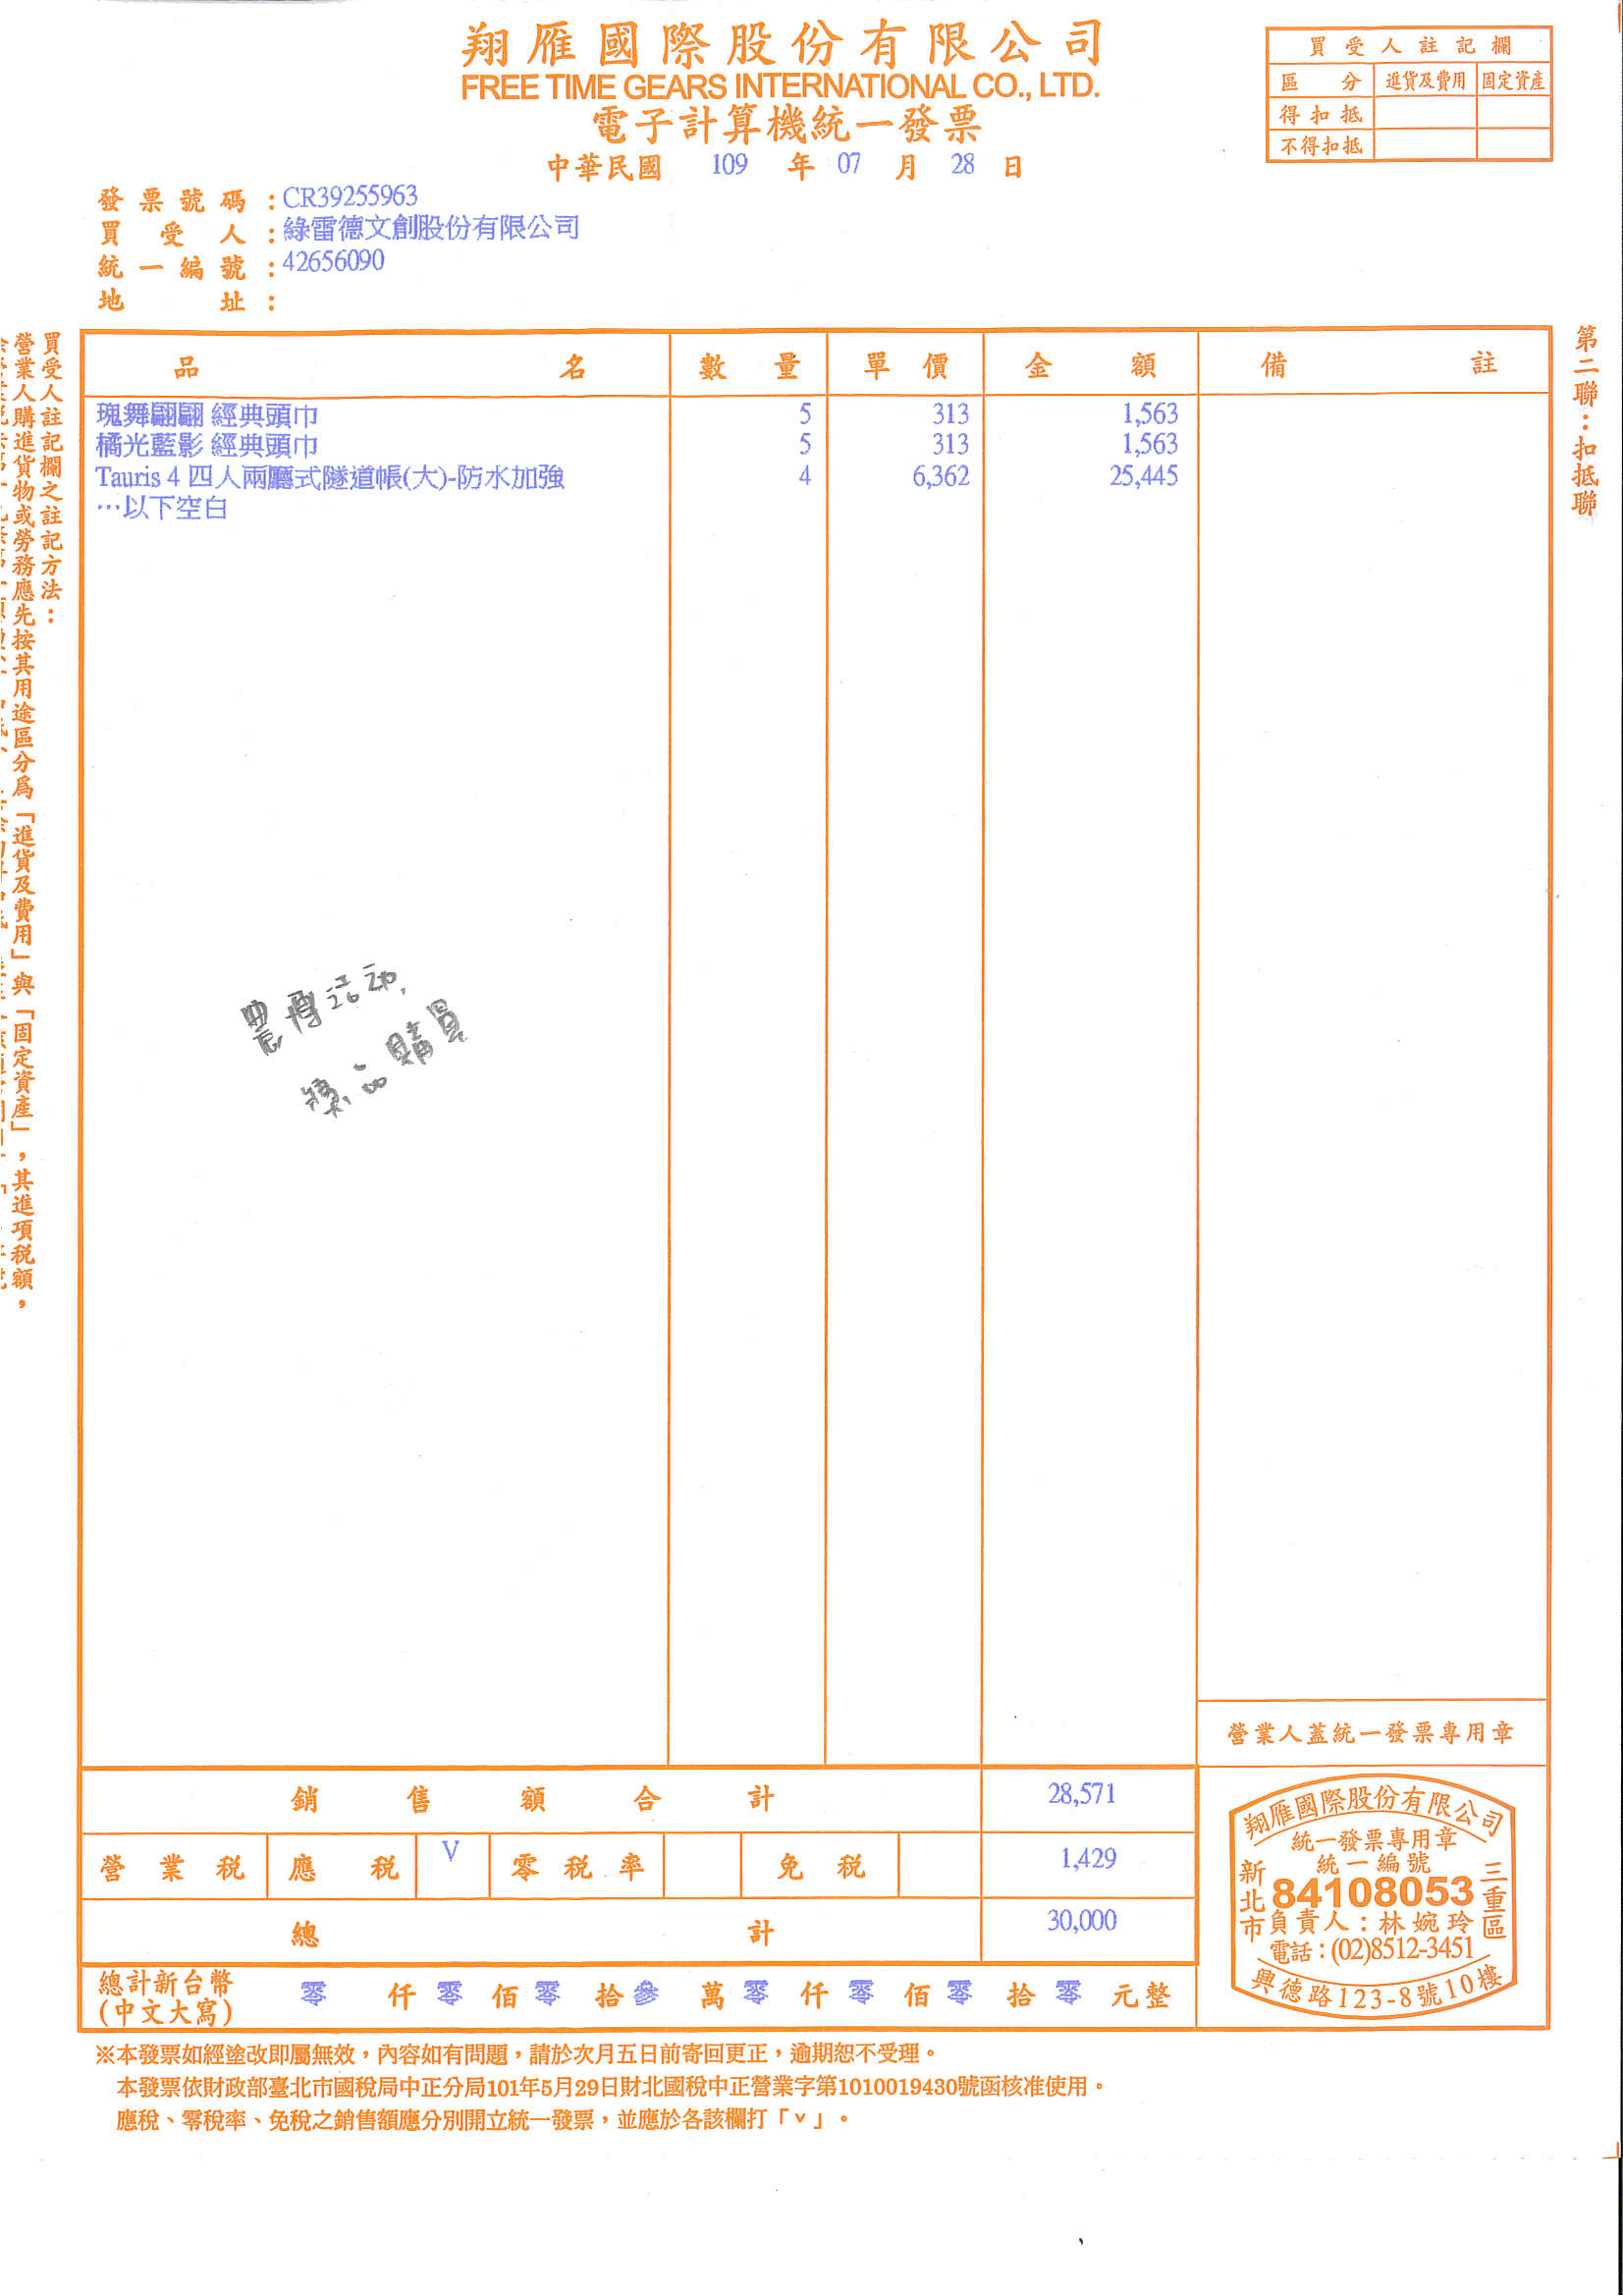 翔雁國際股份有限公司
FREE TIME GEARS INTERNATIONAL CO., LTD.
電子計算機統一發票
中華民國 109 年 07 月 28 日
買受人註記欄
區分 進貨及費用 固定資產
得扣抵
不得扣抵
發票號碼：CR39255963
買受人：綠雷德文創股份有限公司
統一編號：42656090
地址：
品名 數量 單價 金額 備註
瑰舞翩翩 經典頭巾 5 313 1,563
橘光藍影 經典頭巾 5 313 1,563
Tauris 4 四人兩廳式隧道帳(大)-防水加強 4 6,362 25,445
…以下空白
農博活動,
獎品購買
營業人蓋統一發票專用章
銷售額合計 28,571
營業稅 應稅 V 零稅率 免稅 1,429
總計 30,000
總計新台幣
(中文大寫)
零仟零佰零拾參萬零仟零佰零拾零元整
翔雁國際股份有限公司
統一發票專用章
統一編號
84108053
負責人：林婉玲
電話：(02)8512-3451
新北市
三重區
興德路123-8號10樓
※本發票如經塗改即屬無效，內容如有問題，請於次月五日前寄回更正，逾期恕不受理。
本發票依財政部臺北市國稅局中正分局101年5月29日財北國稅中正營業字第1010019430號函核准使用。
應稅、零稅率、免稅之銷售額應分別開立統一發票，並應於各該欄打「v」。
第二聯：扣抵聯
買受人註記欄之註記方法：
營業人購進貨物或勞務應先按其用途區分為「進貨及費用」與「固定資產」，其進項稅額，